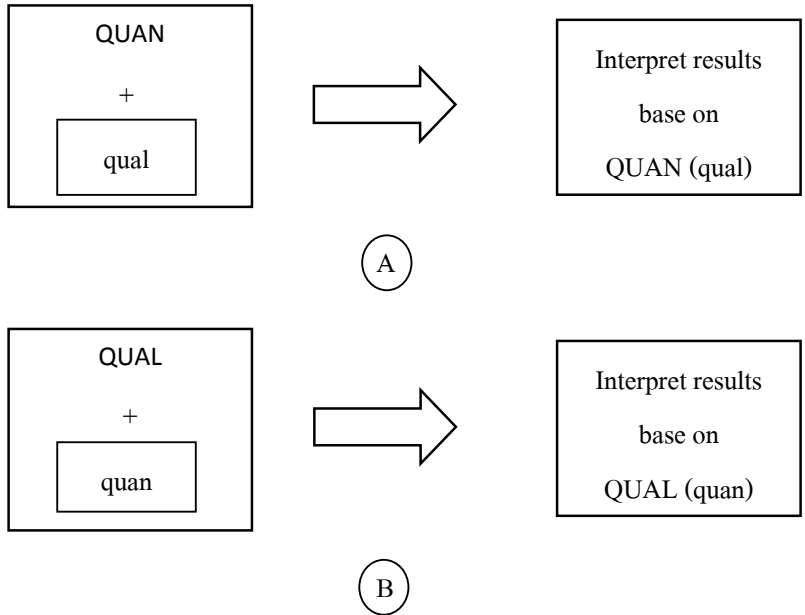 QUAN
+
qual
Interpret results
base on
QUAN (qual)
A
QUAL
+
quan
Interpret results
base on
QUAL (quan)
B